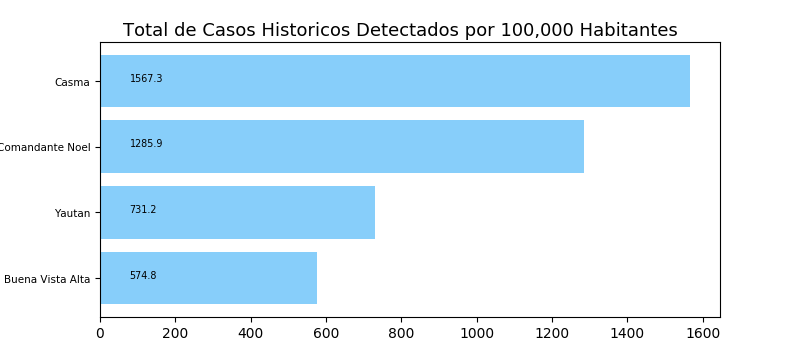 Total de Casos Historicos Detectados por 100,000 Habitantes
Casma
1567.3
Comandante Noel
1285.9
Yautan
731.2
Buena Vista Alta
574.8
0 200 400 600 800 1000 1200 1400 1600